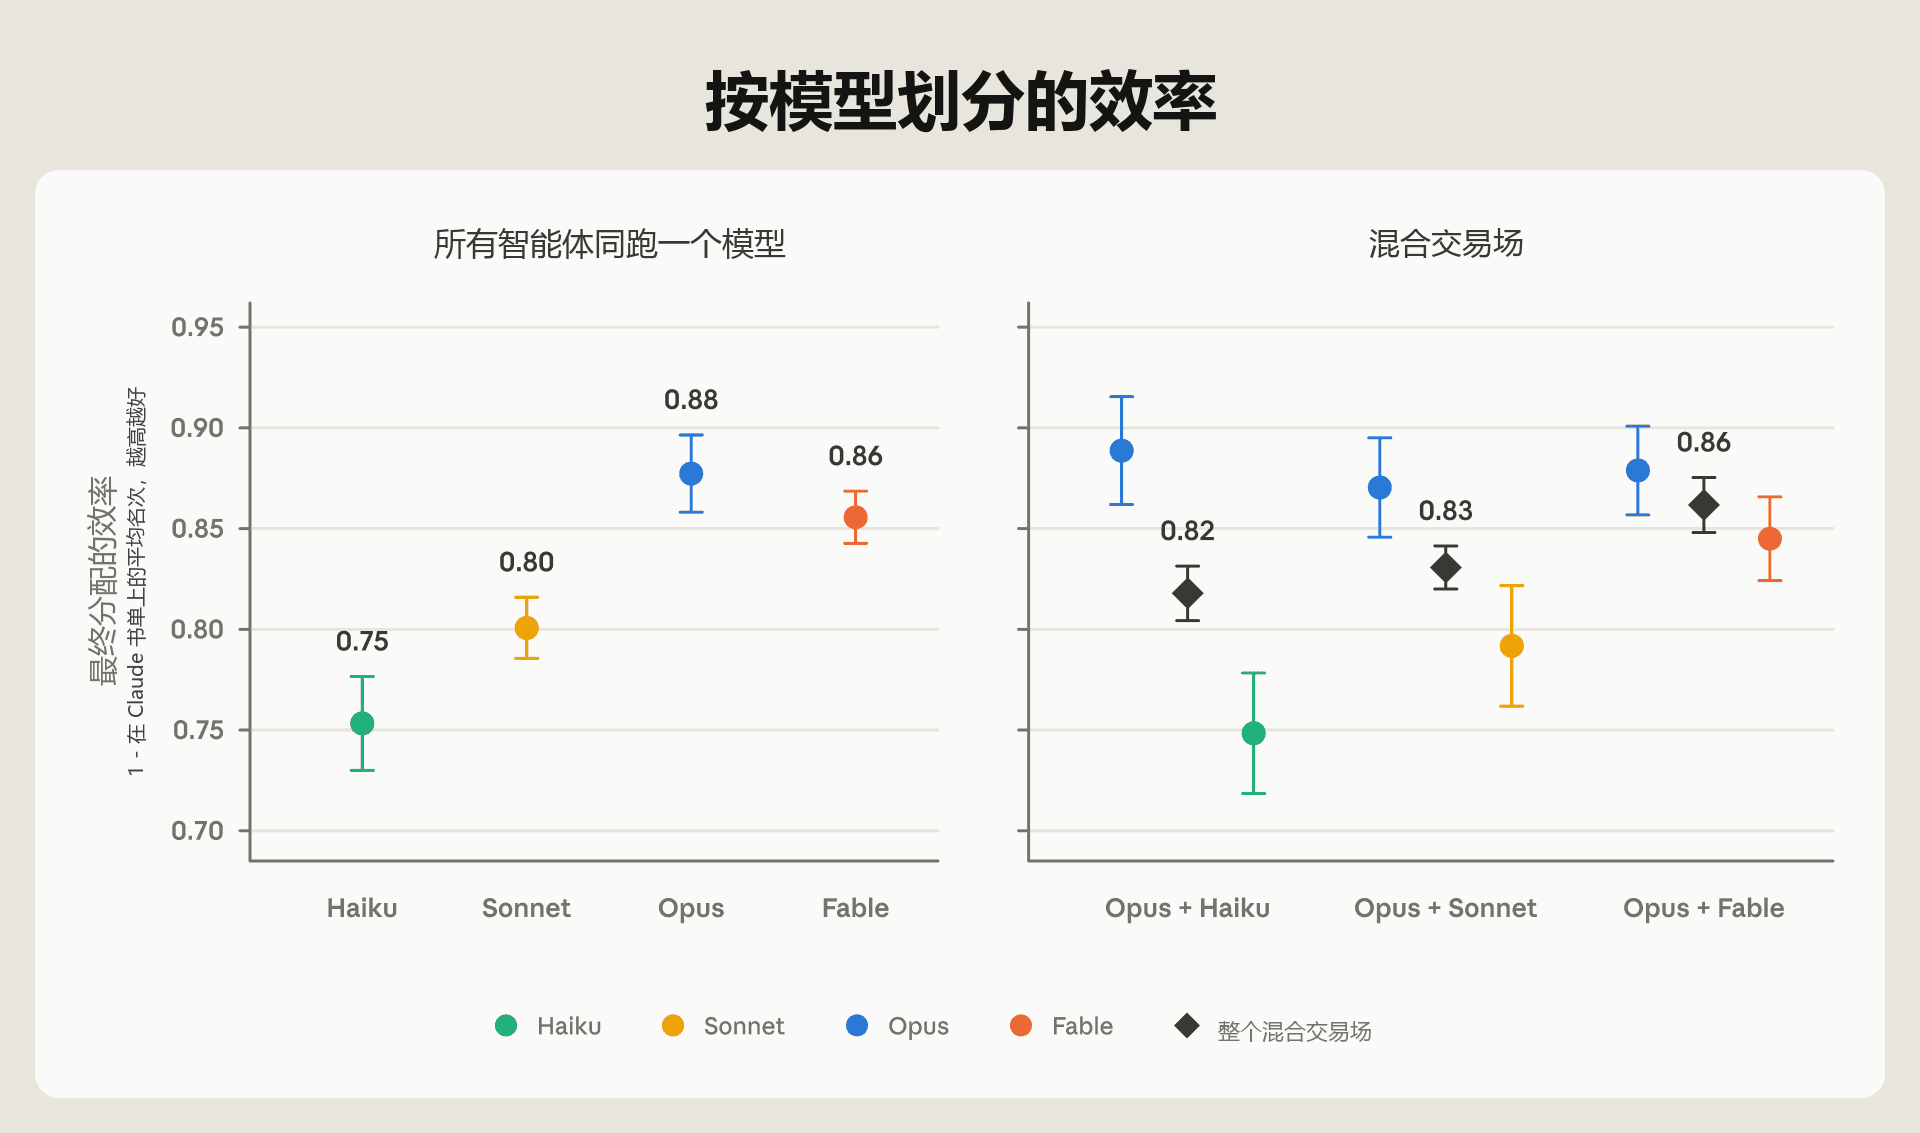 按模型划分的效率
所有智能体同跑一个模型
混合交易场
最终分配的效率
1 - 在 Claude 书单上的平均名次，越高越好
0.95
0.90
0.85
0.80
0.75
0.70
0.75
0.80
0.88
0.86
0.82
0.83
0.86
Haiku
Sonnet
Opus
Fable
Opus + Haiku
Opus + Sonnet
Opus + Fable
Haiku
Sonnet
Opus
Fable
整个混合交易场